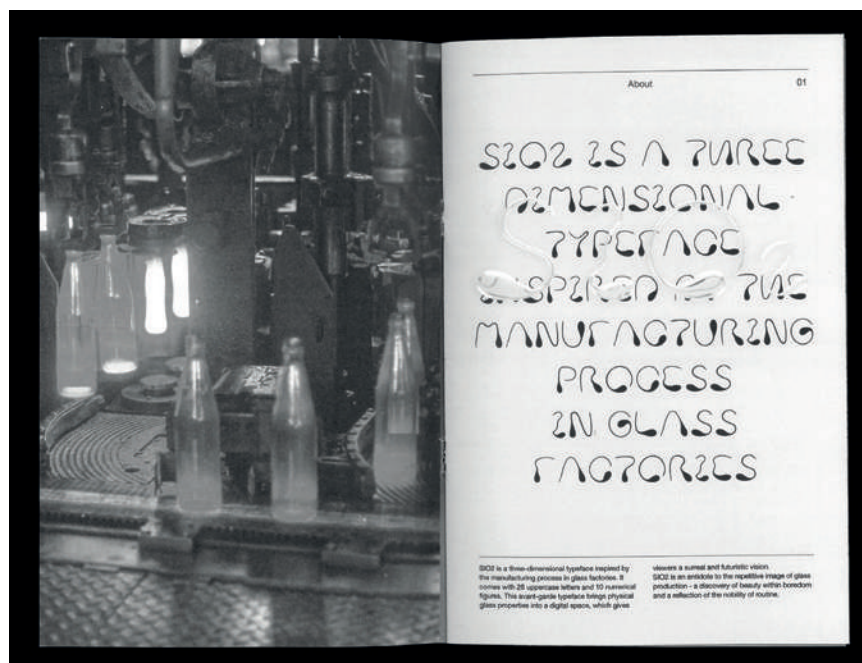 About
01
SIO2 IS A THREE
DIMENSIONAL
TYPEFACE
INSPIRED BY THE
MANUFACTURING
PROCESS
IN GLASS
FACTORIES
SiO2
SIO2 is a three-dimensional typeface inspired by
the manufacturing process in glass factories. It
comes with 26 uppercase letters and 10 numerical
figures. This avant-garde typeface brings physical
glass properties into a digital space, which gives
viewers a surreal and futuristic vision.
SIO2 is an antidote to the repetitive image of glass
production - a discovery of beauty within boredom
and a reflection of the nobility of routine.